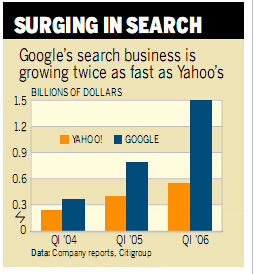 SURGING IN SEARCH
Google's search business is
growing twice as fast as Yahoo's
BILLIONS OF DOLLARS
1.5
1.2
YAHOO! GOOGLE
0.9
0.6
0.3
0
QI '04 QI '05 QI '06
Data: Company reports, Citigroup